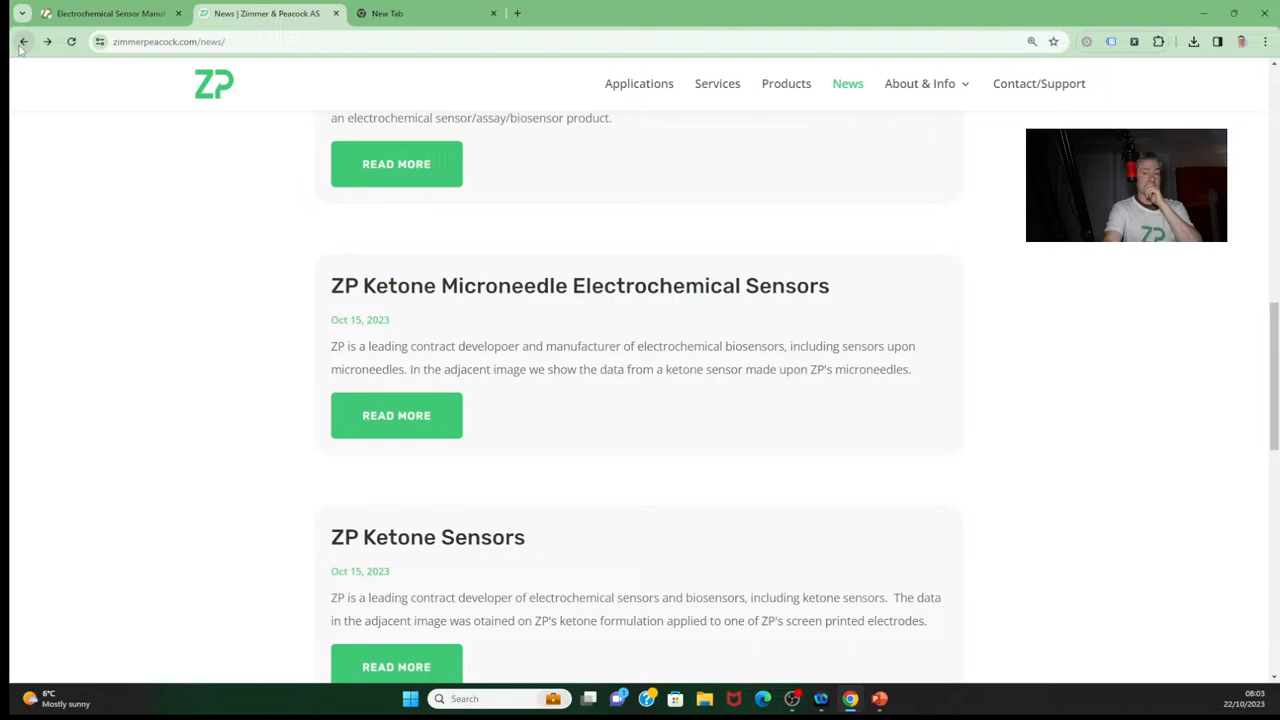 Electrochemical Sensor Manuf
News | Zimmer & Peacock AS
New Tab
zimmerpeacock.com/news/
ZP
Applications
Services
Products
News
About & Info
Contact/Support
an electrochemical sensor/assay/biosensor product.
READ MORE
ZP
ZP Ketone Microneedle Electrochemical Sensors
Oct 15, 2023
ZP is a leading contract developoer and manufacturer of electrochemical biosensors, including sensors upon
microneedles. In the adjacent image we show the data from a ketone sensor made upon ZP's microneedles.
READ MORE
ZP Ketone Sensors
Oct 15, 2023
ZP is a leading contract developer of electrochemical sensors and biosensors, including ketone sensors. The data
in the adjacent image was otained on ZP's ketone formulation applied to one of ZP's screen printed electrodes.
READ MORE
6°C
Mostly sunny
Search
08:03
22/10/2023